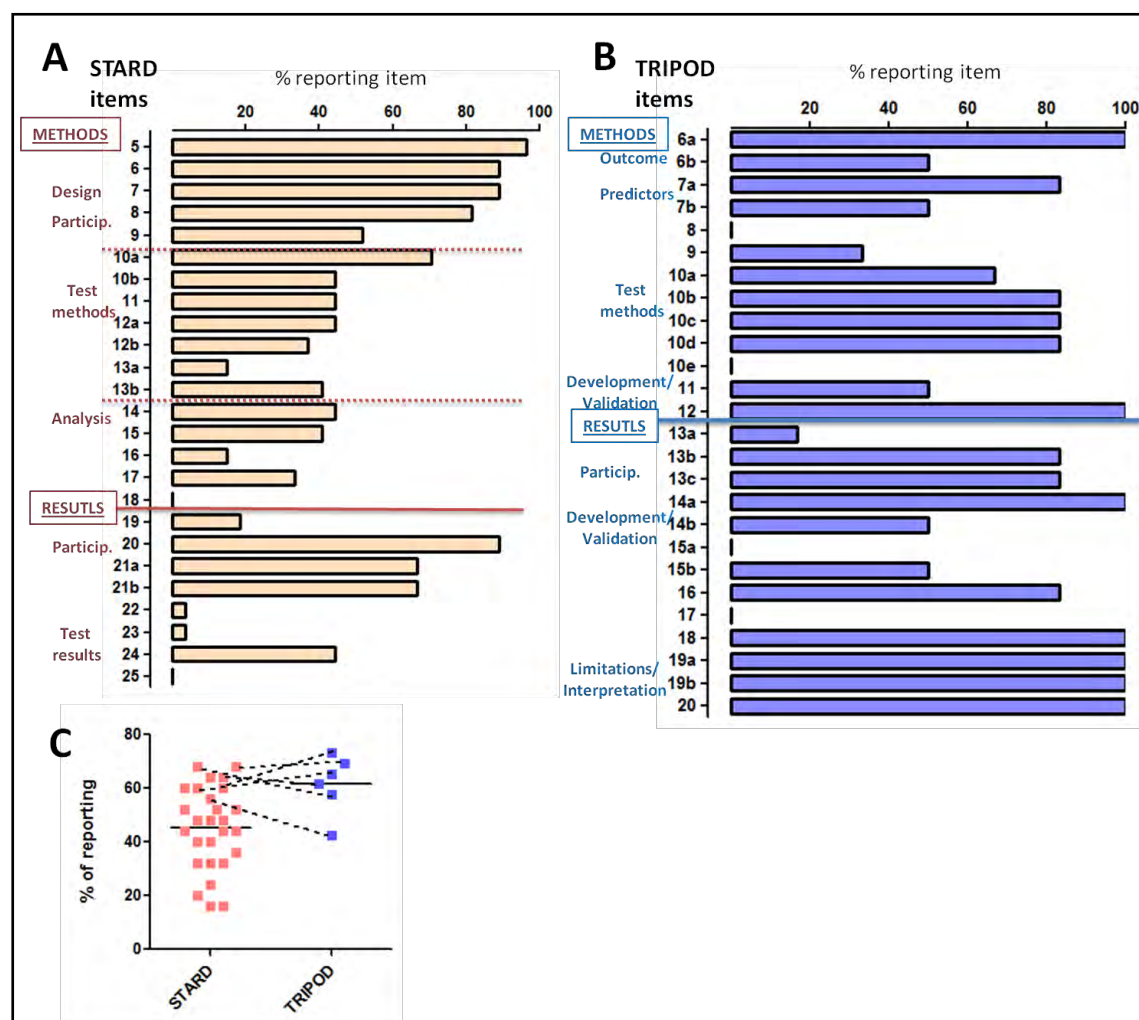 A
STARD
items
% reporting item
20 40 60 80 100
METHODS
5
6
Design
7
Particip.
8
9
10a
10b
Test
methods
11
12a
12b
13a
13b
Analysis
14
15
16
17
18
RESUTLS
19
Particip.
20
21a
21b
22
Test
results
23
24
25
B
TRIPOD
items
% reporting item
20 40 60 80 100
METHODS
6a
Outcome
6b
Predictors
7a
7b
8
9
10a
Test
methods
10b
10c
10d
10e
Development/
Validation
11
12
RESUTLS
13a
13b
Particip.
13c
14a
Development/
Validation
14b
15a
15b
16
17
18
Limitations/
Interpretation
19a
19b
20
C
% of reporting
80
60
40
20
0
STARD
TRIPOD